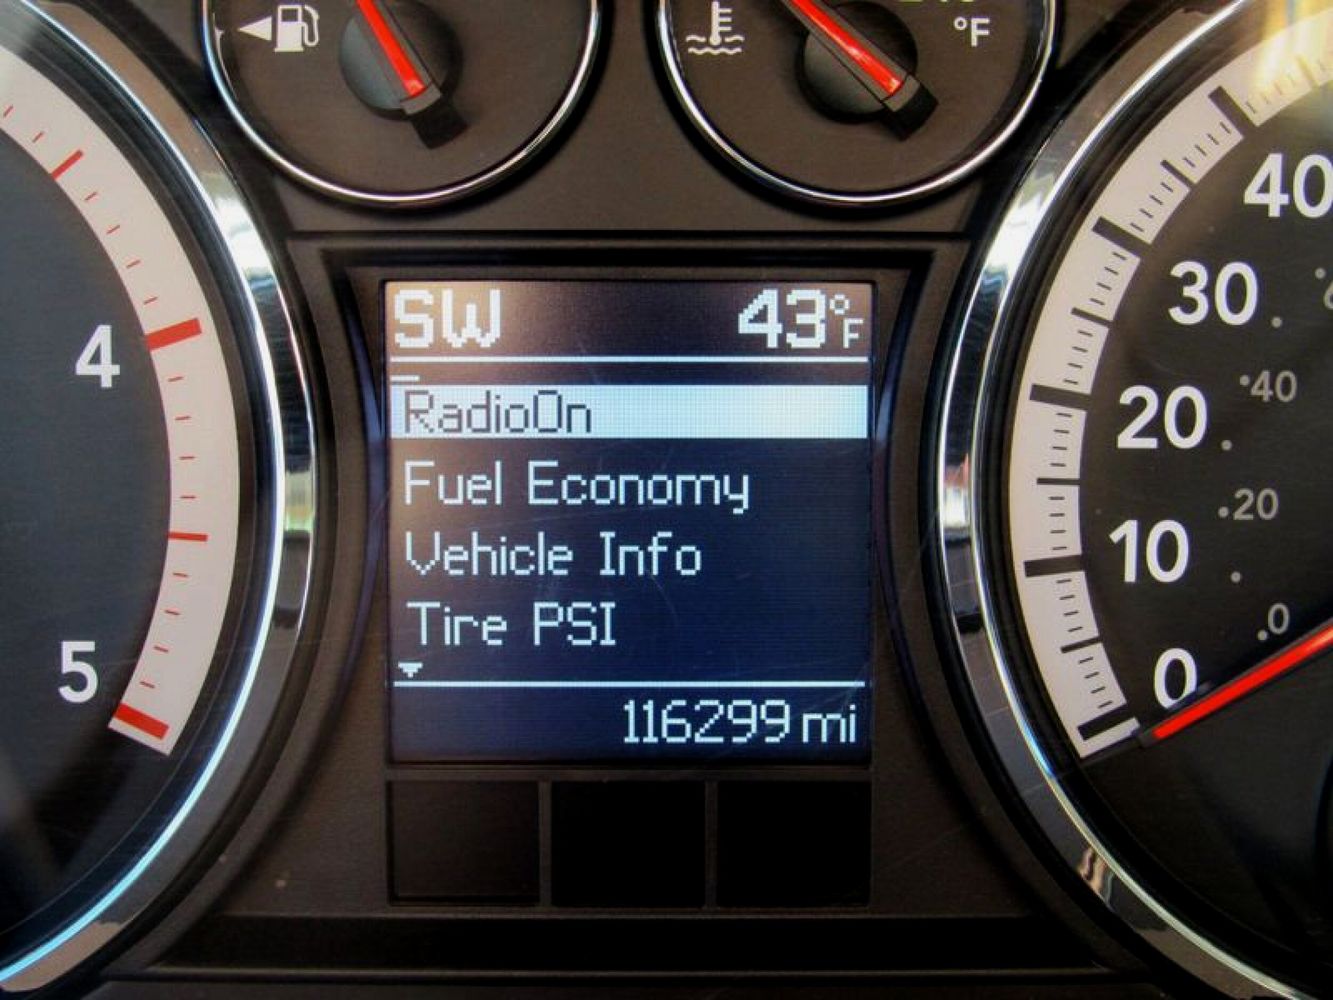 °F
SW 43°F
RadioOn
Fuel Economy
Vehicle Info
Tire PSI
116299 mi
4
5
40
30
20
10
0
40
20
0